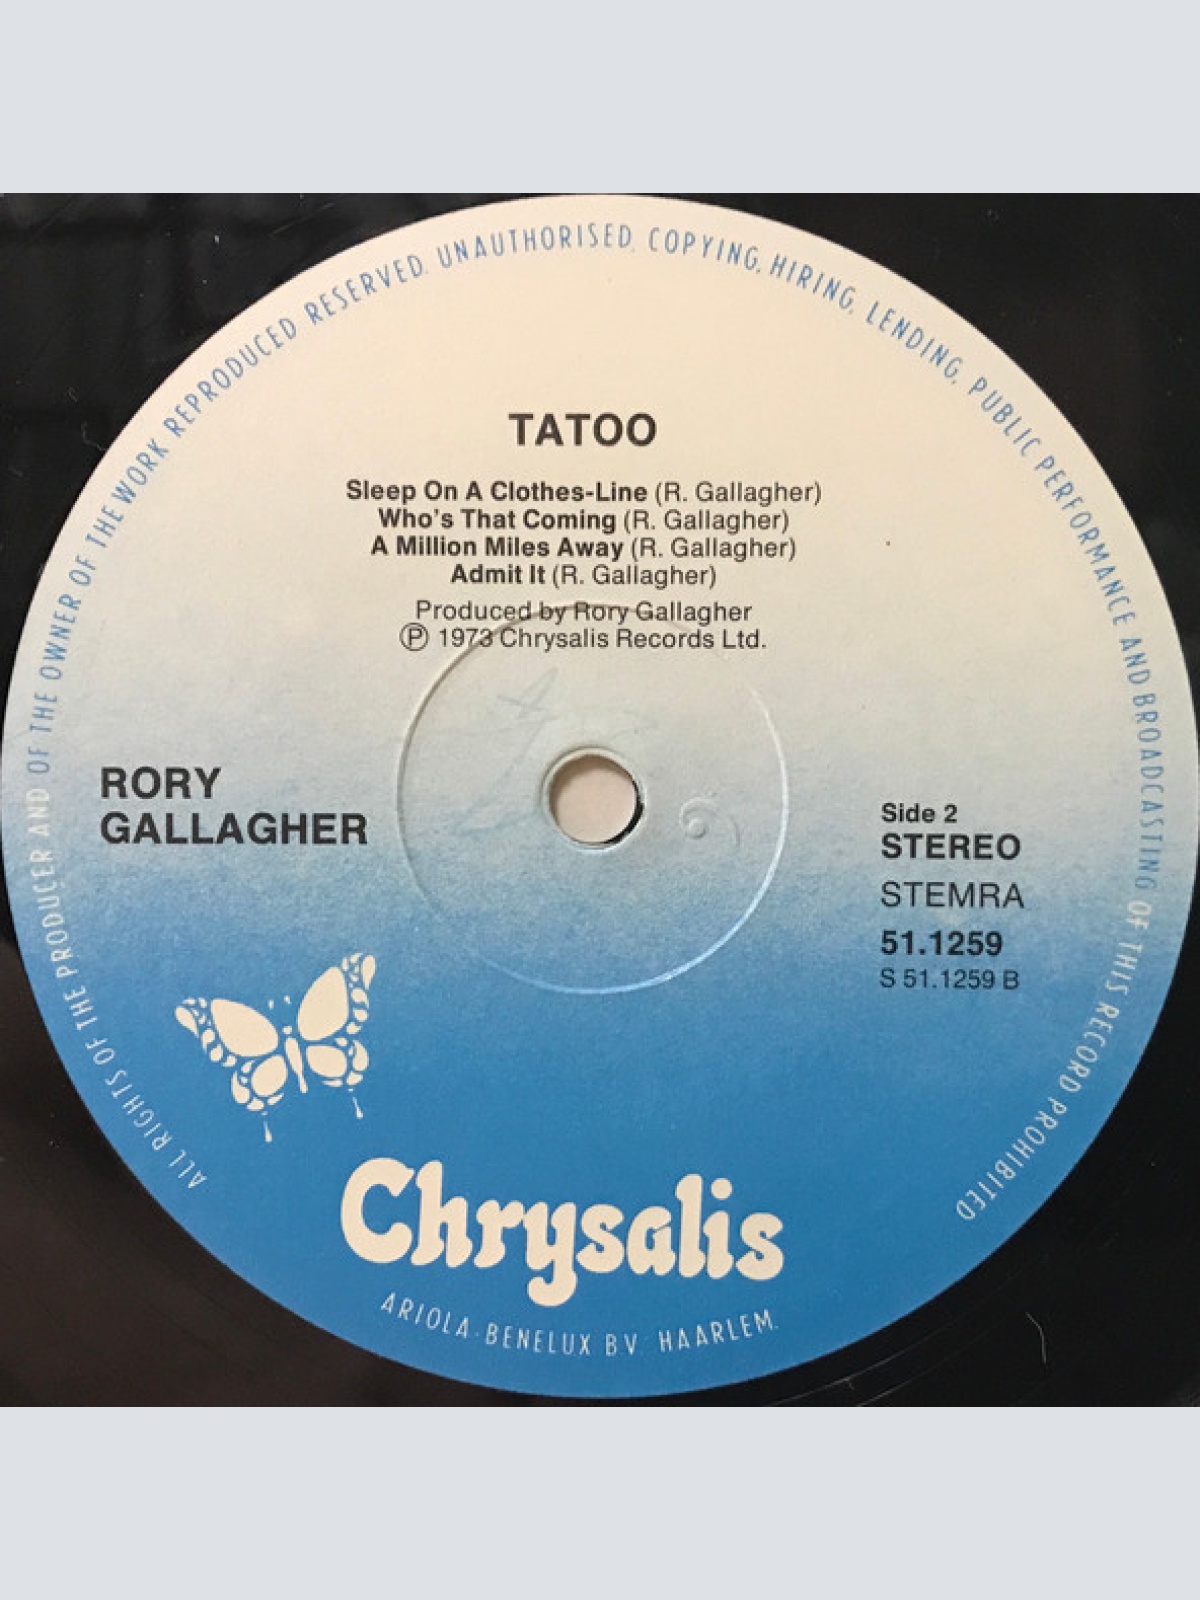 ALL RIGHTS OF THE PRODUCER AND OF THE OWNER OF THE WORK REPRODUCED RESERVED. UNAUTHORISED. COPYING, HIRING, LENDING, PUBLIC PERFORMANCE AND BROADCASTING OF THIS RECORD PROHIBITED
TATOO
Sleep On A Clothes-Line (R. Gallagher)
Who's That Coming (R. Gallagher)
A Million Miles Away (R. Gallagher)
Admit It (R. Gallagher)
Produced by Rory Gallagher
Ⓟ 1973 Chrysalis Records Ltd.
RORY
GALLAGHER
Side 2
STEREO
STEMRA
51.1259
S 51.1259 B
Chrysalis
ARIOLA-BENELUX BV HAARLEM.